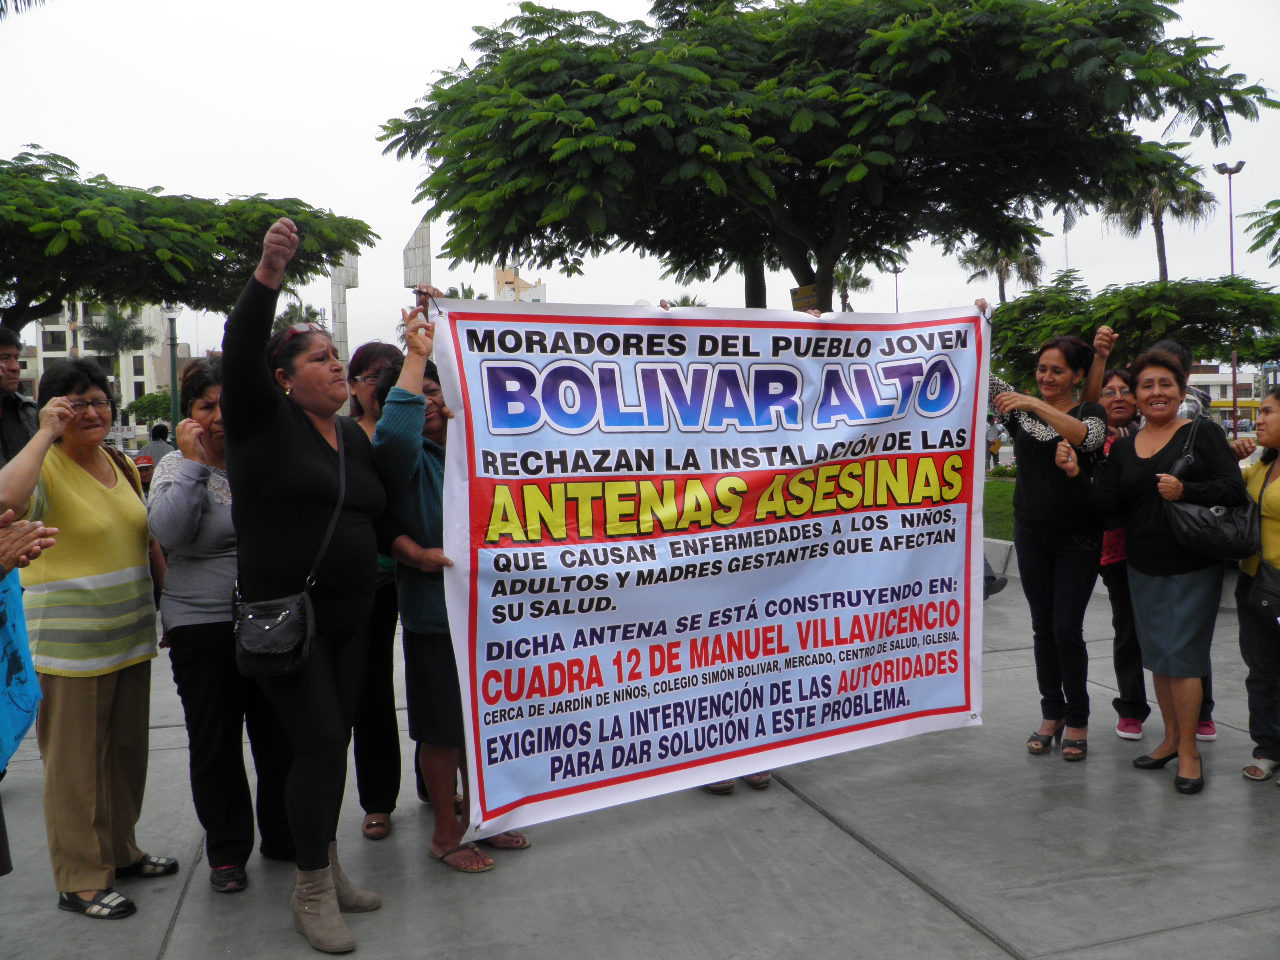 MORADORES DEL PUEBLO JOVEN
BOLIVAR ALTO
RECHAZAN LA INSTALACIÓN DE LAS
ANTENAS ASESINAS
QUE CAUSAN ENFERMEDADES A LOS NIÑOS,
ADULTOS Y MADRES GESTANTES QUE AFECTAN
SU SALUD.
DICHA ANTENA SE ESTÁ CONSTRUYENDO EN:
CUADRA 12 DE MANUEL VILLAVICENCIO
CERCA DE JARDÍN DE NIÑOS, COLEGIO SIMÓN BOLIVAR, MERCADO, CENTRO DE SALUD, IGLESIA.
EXIGIMOS LA INTERVENCIÓN DE LAS AUTORIDADES
PARA DAR SOLUCIÓN A ESTE PROBLEMA.